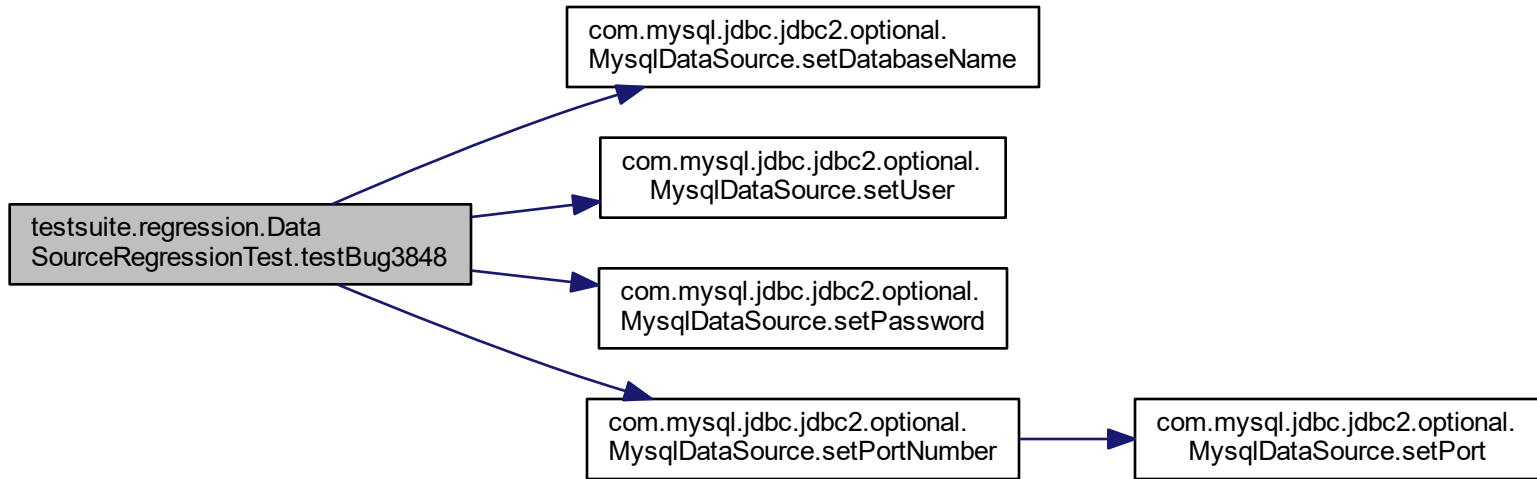 com.mysql.jdbc.jdbc2.optional.
MysqlDataSource.setDatabaseName
com.mysql.jdbc.jdbc2.optional.
MysqlDataSource.setUser
testsuite.regression.Data
SourceRegressionTest.testBug3848
com.mysql.jdbc.jdbc2.optional.
MysqlDataSource.setPassword
com.mysql.jdbc.jdbc2.optional.
MysqlDataSource.setPortNumber
com.mysql.jdbc.jdbc2.optional.
MysqlDataSource.setPort